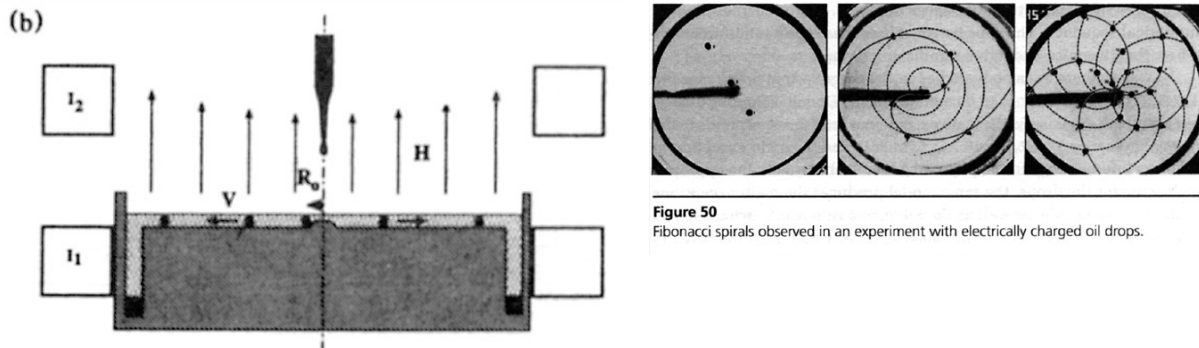 (b)
I₂
H
R₀
V
I₁
Figure 50
Fibonacci spirals observed in an experiment with electrically charged oil drops.